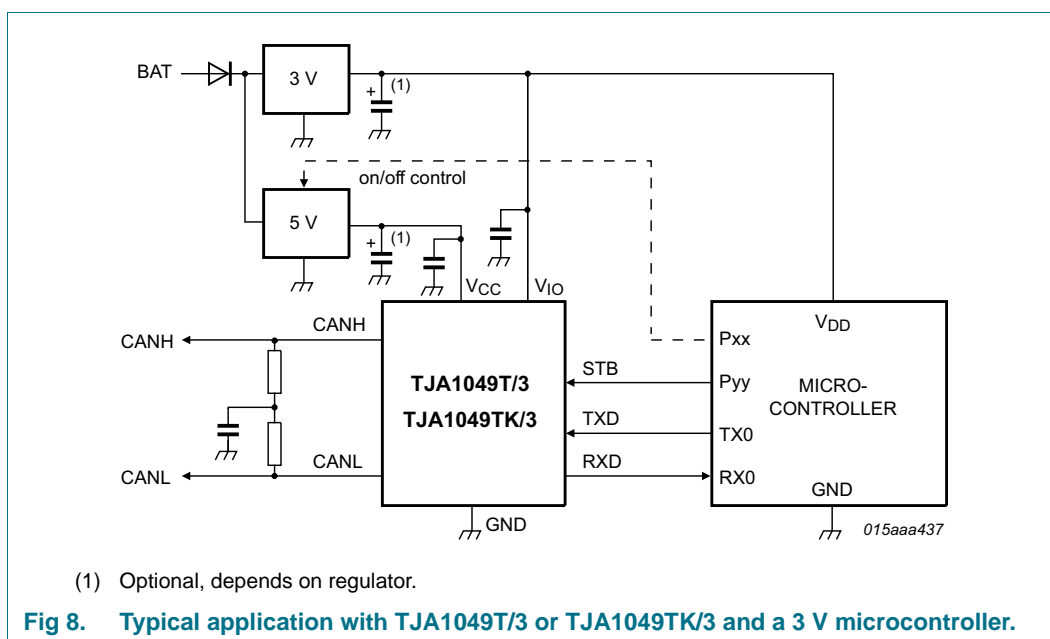 BAT
3 V
(1)
+
on/off control
5 V
(1)
+
VCC
VIO
CANH
CANH
VDD
Pxx
STB
Pyy
TJA1049T/3
MICRO-
TJA1049TK/3
CONTROLLER
TXD
TX0
CANL
CANL
RXD
RX0
GND
GND
015aaa437
(1) Optional, depends on regulator.
Fig 8. Typical application with TJA1049T/3 or TJA1049TK/3 and a 3 V microcontroller.